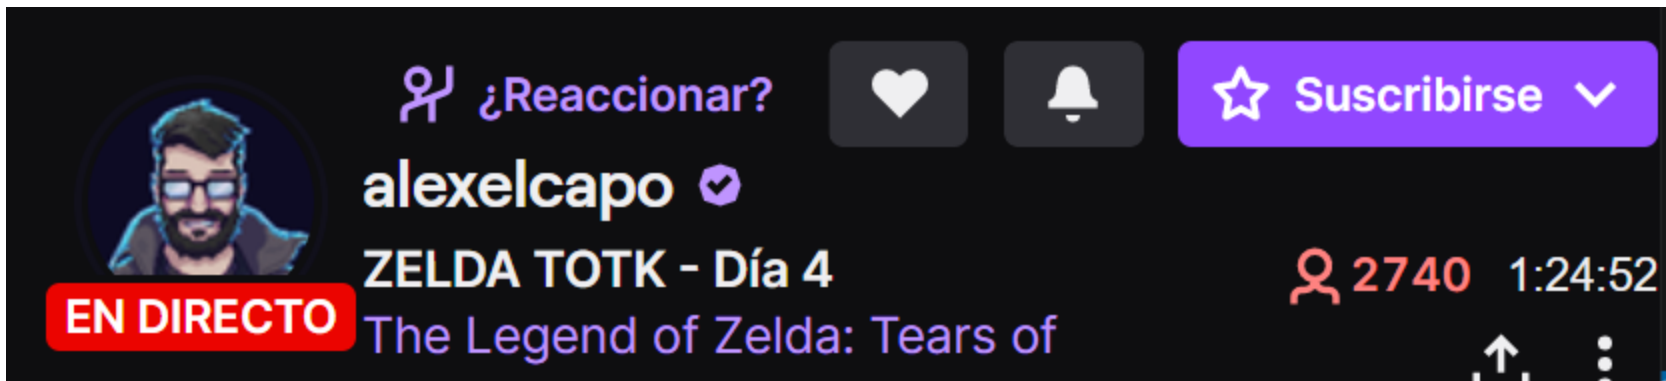 ¿Reaccionar? Suscribirse
alexelcapo
ZELDA TOTK - Día 4
2740 1:24:52
EN DIRECTO
The Legend of Zelda: Tears of